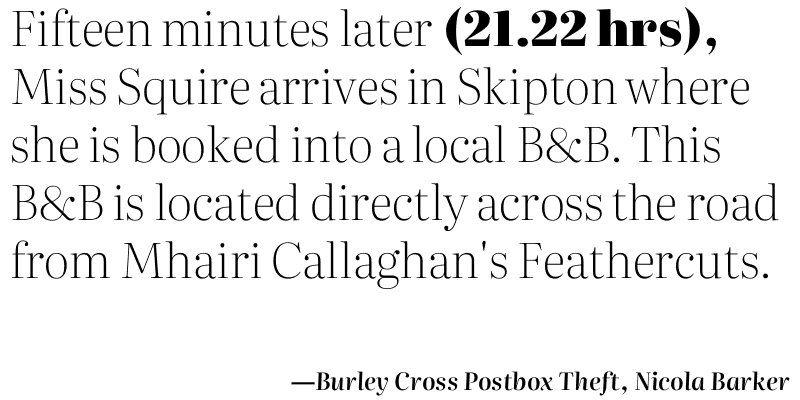 Fifteen minutes later (21.22 hrs),
Miss Squire arrives in Skipton where
she is booked into a local B&B. This
B&B is located directly across the road
from Mhairi Callaghan's Feathercuts.
—Burley Cross Postbox Theft, Nicola Barker